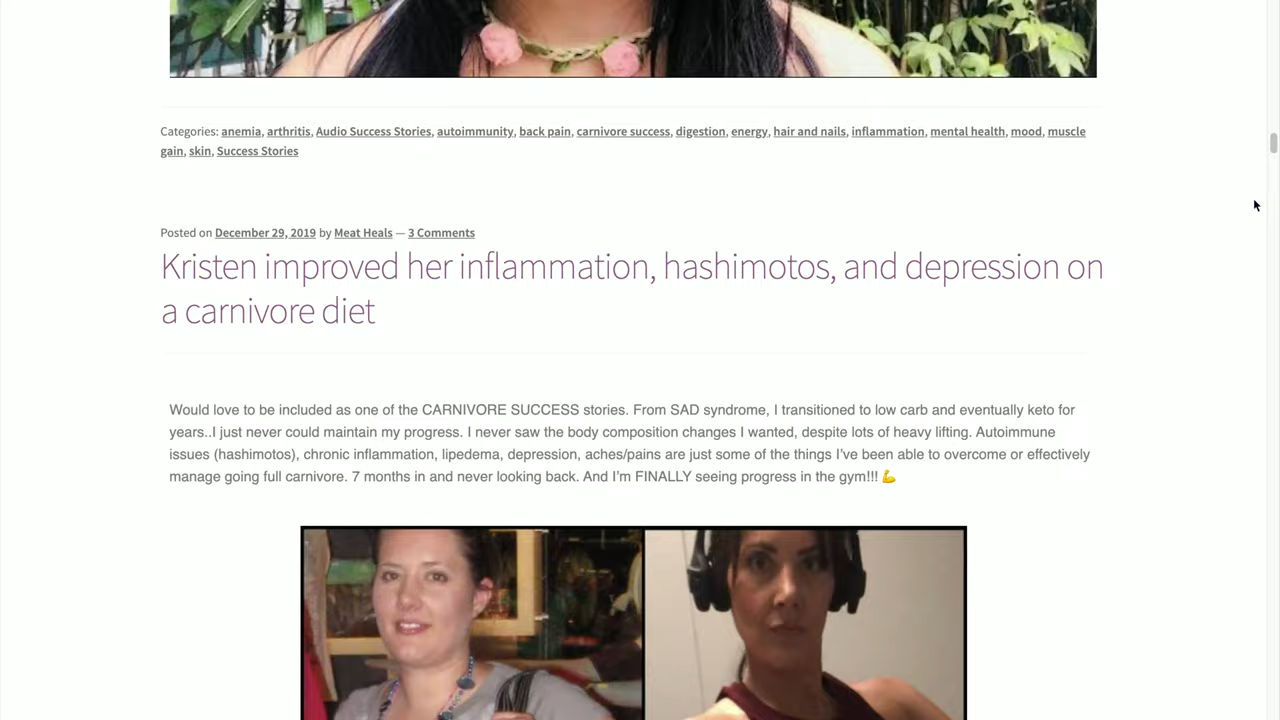 Categories: anemia, arthritis, Audio Success Stories, autoimmunity, back pain, carnivore success, digestion, energy, hair and nails, inflammation, mental health, mood, muscle
gain, skin, Success Stories
Posted on December 29, 2019 by Meat Heals — 3 Comments
Kristen improved her inflammation, hashimotos, and depression on
a carnivore diet
Would love to be included as one of the CARNIVORE SUCCESS stories. From SAD syndrome, I transitioned to low carb and eventually keto for
years..I just never could maintain my progress. I never saw the body composition changes I wanted, despite lots of heavy lifting. Autoimmune
issues (hashimotos), chronic inflammation, lipedema, depression, aches/pains are just some of the things I've been able to overcome or effectively
manage going full carnivore. 7 months in and never looking back. And I'm FINALLY seeing progress in the gym!!! 💪